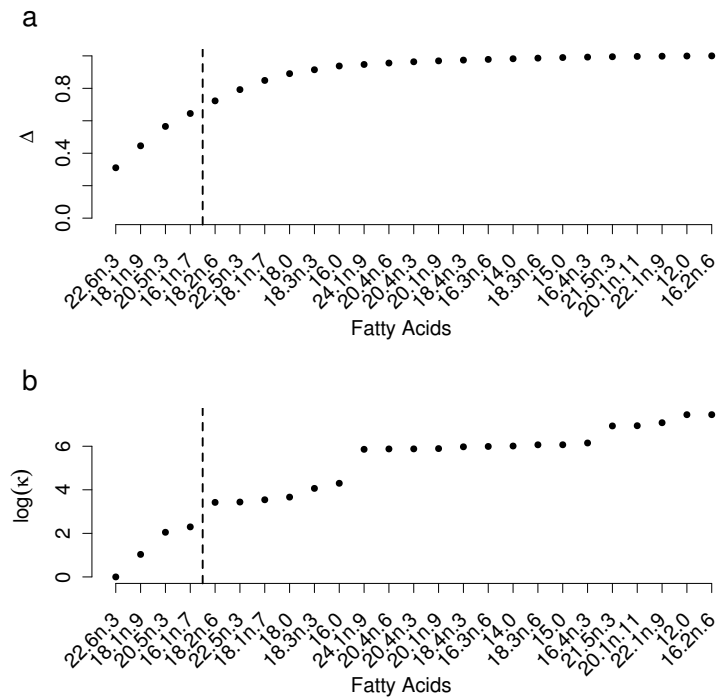 a
0.8
0.4
0.0
Δ
22.6n.3
18.1n.9
20.5n.3
16.1n.7
18.2n.6
22.5n.3
18.1n.7
18.0
18.3n.3
16.0
24.1n.9
20.4n.6
20.4n.3
20.1n.9
18.4n.3
16.3n.6
14.0
18.3n.6
15.0
16.4n.3
21.5n.3
20.1n.11
22.1n.9
12.0
16.2n.6
Fatty Acids
b
6
4
2
0
log(κ)
22.6n.3
18.1n.9
20.5n.3
16.1n.7
18.2n.6
22.5n.3
18.1n.7
18.0
18.3n.3
16.0
24.1n.9
20.4n.6
20.4n.3
20.1n.9
18.4n.3
16.3n.6
14.0
18.3n.6
15.0
16.4n.3
21.5n.3
20.1n.11
22.1n.9
12.0
16.2n.6
Fatty Acids